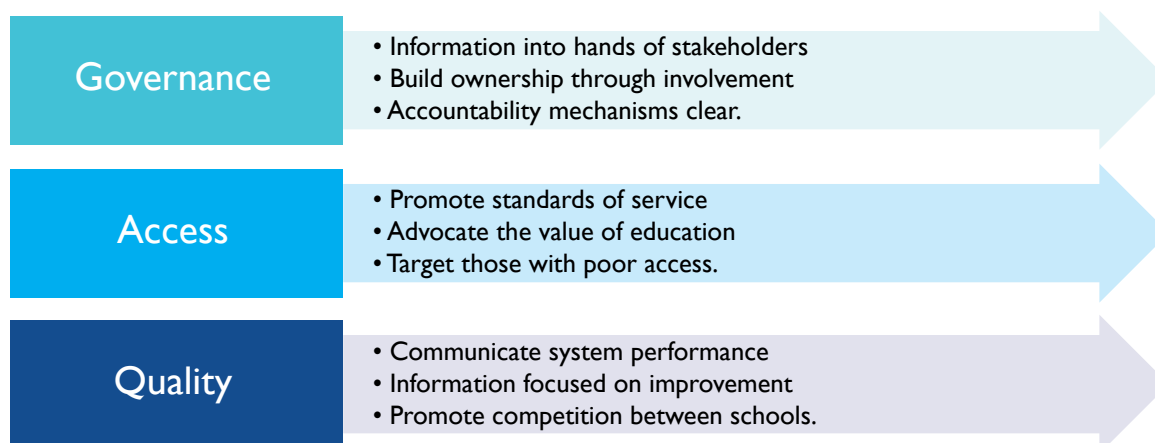 Governance
• Information into hands of stakeholders
• Build ownership through involvement
• Accountability mechanisms clear.
Access
• Promote standards of service
• Advocate the value of education
• Target those with poor access.
Quality
• Communicate system performance
• Information focused on improvement
• Promote competition between schools.